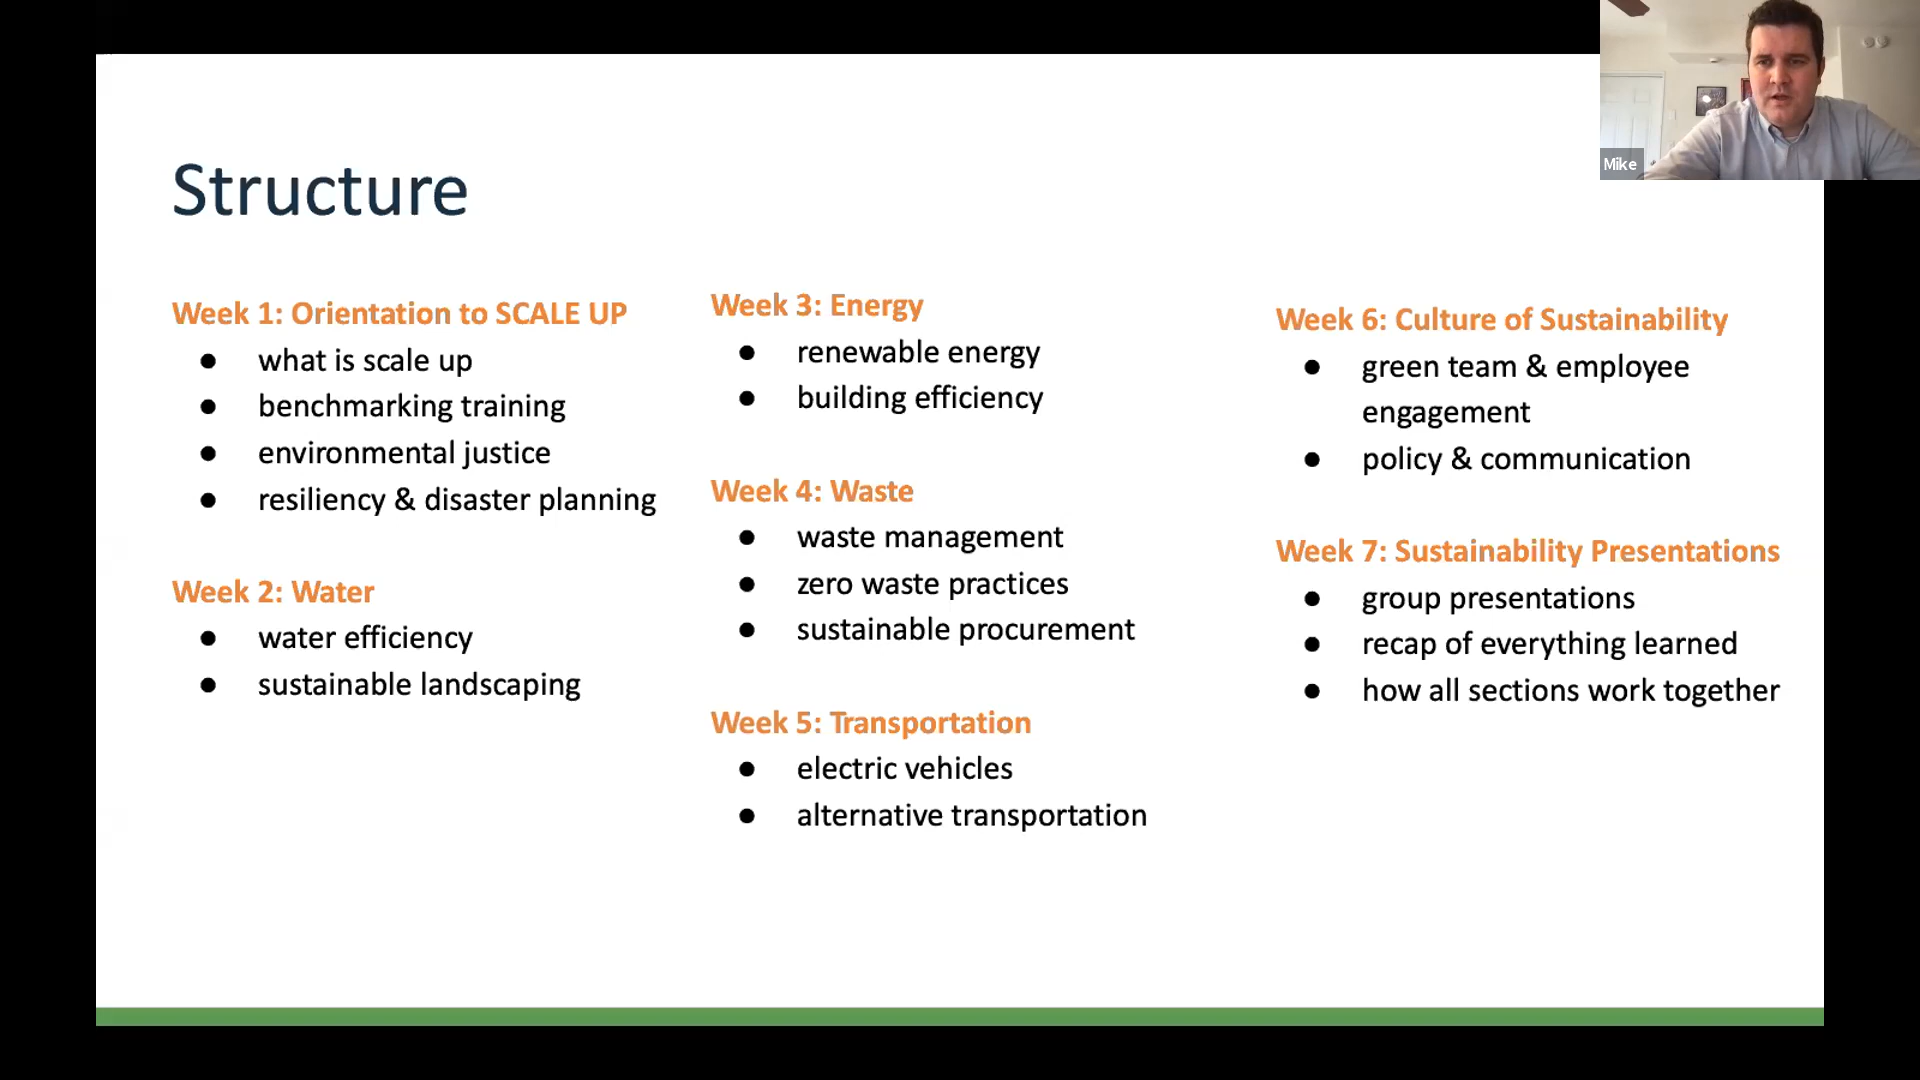 Structure
Week 1: Orientation to SCALE UP
● what is scale up
● benchmarking training
● environmental justice
● resiliency & disaster planning
Week 2: Water
● water efficiency
● sustainable landscaping
Week 3: Energy
● renewable energy
● building efficiency
Week 4: Waste
● waste management
● zero waste practices
● sustainable procurement
Week 5: Transportation
● electric vehicles
● alternative transportation
Week 6: Culture of Sustainability
● green team & employee
engagement
● policy & communication
Week 7: Sustainability Presentations
● group presentations
● recap of everything learned
● how all sections work together
Mike